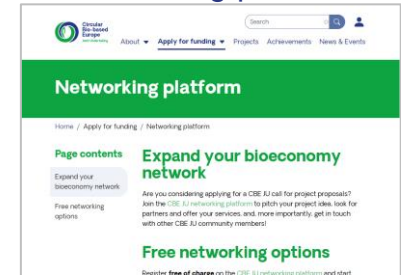 Circular
Bio-based
Europe
Search
About
Apply for funding
Projects
Achievements
News & Events
Networking platform
Home / Apply for funding / Networking platform
Page contents
Expand your
bioeconomy network
Free networking
options
Expand your bioeconomy
network
Are you considering applying for a CBE JU call for project proposals?
Join the CBE JU networking platform to pitch your project idea, look for
partners and offer your services, and, more importantly, get in touch
with other CBE JU community members!
Free networking options
Register free of charge on the CBE JU networking platform and start